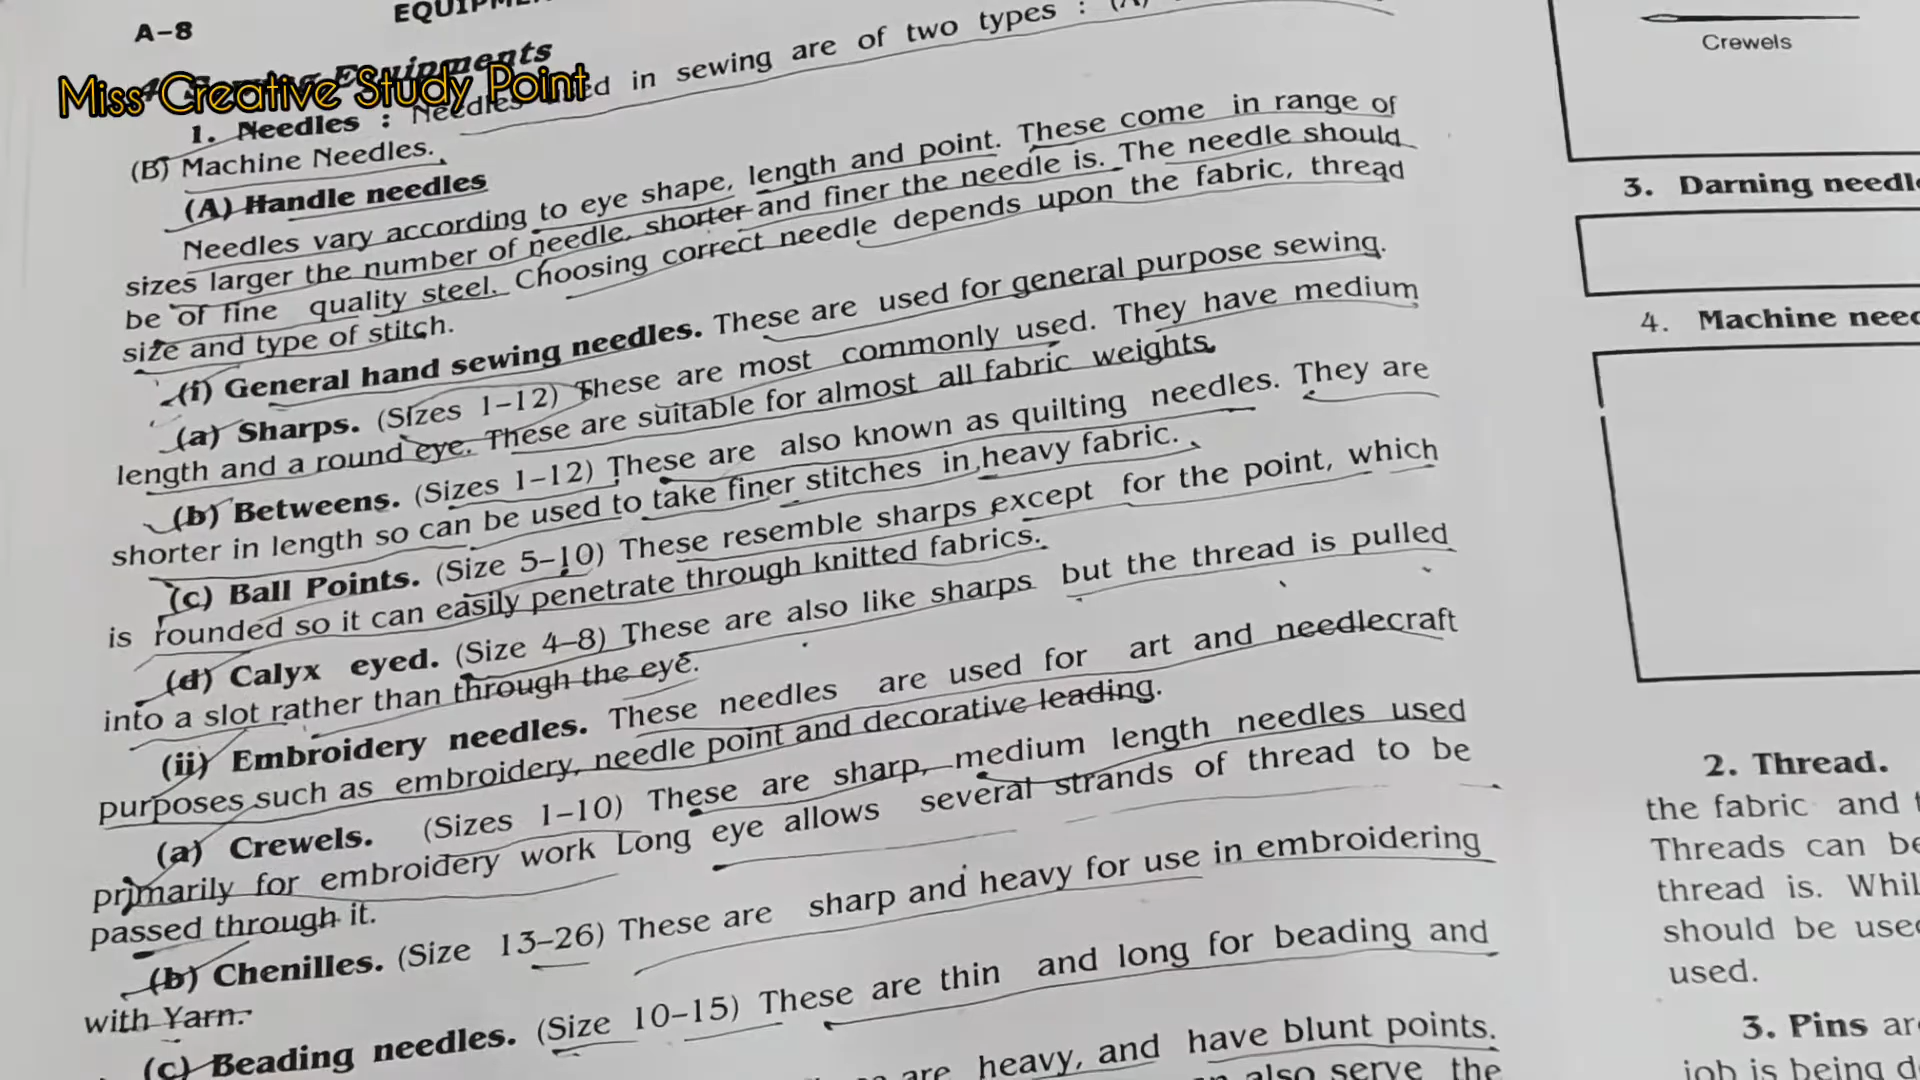 A–8
Miss Creative Study Point
Equipments
1. Needles : Needles used in sewing are of two types :
(B) Machine Needles.
(A) Handle needles
Needles vary according to eye shape, length and point. These come in range of
sizes larger the number of needle, shorter and finer the needle is. The needle should
be of fine quality steel. Choosing correct needle depends upon the fabric, thread
size and type of stitch.
(i) General hand sewing needles. These are used for general purpose sewing.
(a) Sharps. (Sizes 1–12) These are most commonly used. They have medium
length and a round eye. These are suitable for almost all fabric weights.
(b) Betweens. (Sizes 1–12) These are also known as quilting needles. They are
shorter in length so can be used to take finer stitches in heavy fabric.
(c) Ball Points. (Size 5–10) These resemble sharps except for the point, which
is rounded so it can easily penetrate through knitted fabrics.
(d) Calyx eyed. (Size 4–8) These are also like sharps but the thread is pulled
into a slot rather than through the eye.
(ii) Embroidery needles. These needles are used for art and needlecraft
purposes such as embroidery, needle point and decorative leading.
(a) Crewels. (Sizes 1–10) These are sharp, medium length needles used
primarily for embroidery work Long eye allows several strands of thread to be
passed through it.
(b) Chenilles. (Size 13–26) These are sharp and heavy for use in embroidering
with Yarn.
(c) Beading needles. (Size 10–15) These are thin and long for beading and
are heavy, and have blunt points.
also serve the
Crewels
3. Darning
4. Machine
2. Thread.
the fabric and
Threads can
thread is.
should be
used.
3. Pins
job is being